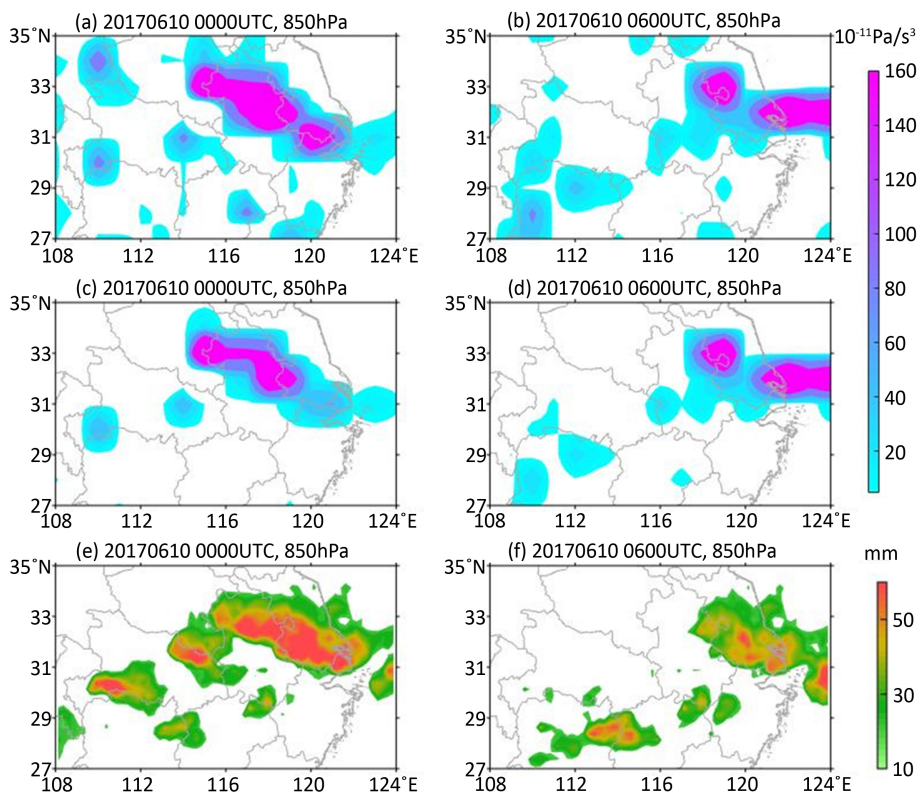 (a) 20170610 0000UTC, 850hPa
(b) 20170610 0600UTC, 850hPa
10⁻¹¹Pa/s³
35˚N
33
31
29
27
108 112 116 120 124˚E
35˚N
33
31
29
27
108 112 116 120 124˚E
160
140
120
100
80
60
40
20
(c) 20170610 0000UTC, 850hPa
(d) 20170610 0600UTC, 850hPa
35˚N
33
31
29
27
108 112 116 120 124˚E
35˚N
33
31
29
27
108 112 116 120 124˚E
(e) 20170610 0000UTC, 850hPa
(f) 20170610 0600UTC, 850hPa
mm
35˚N
33
31
29
27
108 112 116 120 124˚E
35˚N
33
31
29
27
108 112 116 120 124˚E
50
30
10